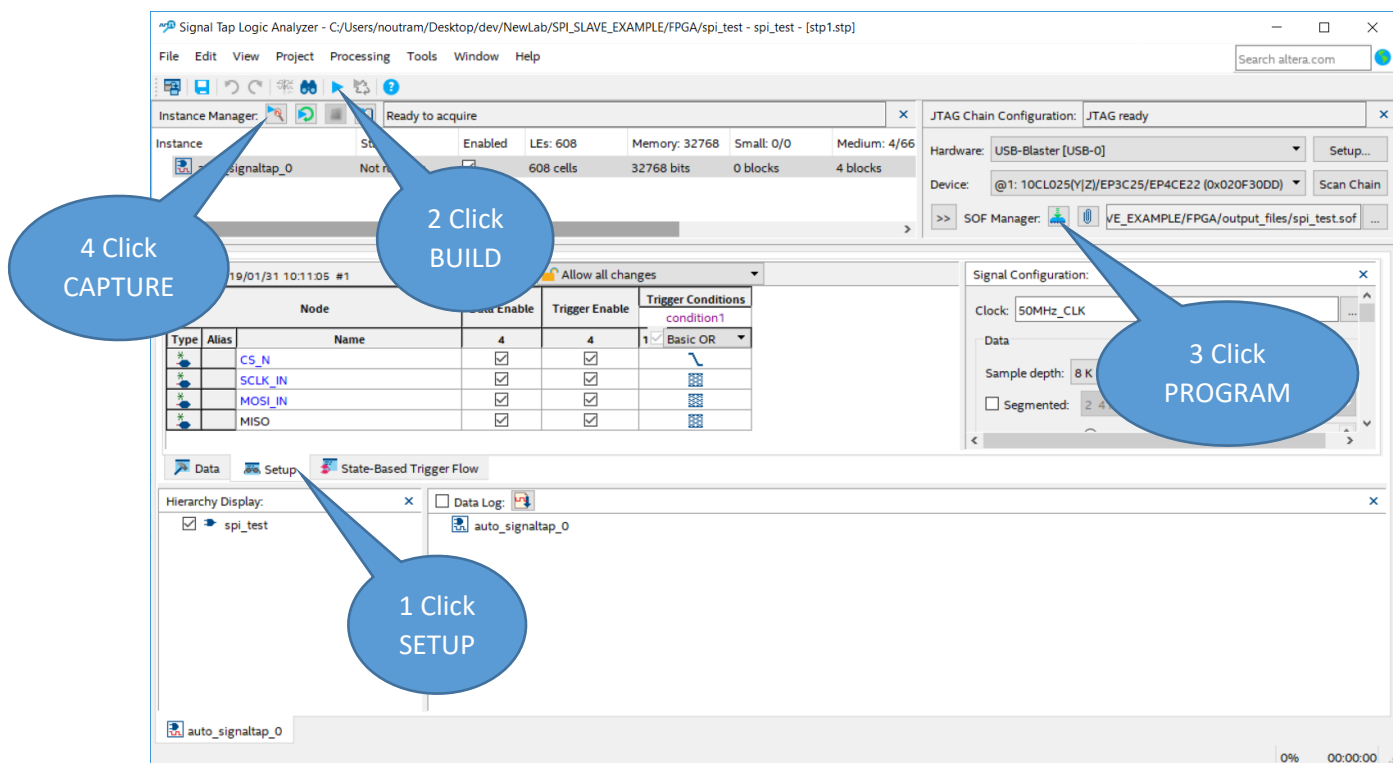 Signal Tap Logic Analyzer - C:/Users/noutram/Desktop/dev/NewLab/SPI_SLAVE_EXAMPLE/FPGA/spi_test - spi_test - [stp1.stp]
File Edit View Project Processing Tools Window Help
Search altera.com
Instance Manager: Ready to acquire
JTAG Chain Configuration: JTAG ready
Instance Enabled LEs: 608 Memory: 32768 Small: 0/0 Medium: 4/66
signaltap_0 Not 608 cells 32768 bits 0 blocks 4 blocks
Hardware: USB-Blaster [USB-0] Setup...
Device: @1: 10CL025(Y|Z)/EP3C25/EP4CE22 (0x020F30DD) Scan Chain
>> SOF Manager: VE_EXAMPLE/FPGA/output_files/spi_test.sof ...
4 Click
CAPTURE
2 Click
BUILD
19/01/31 10:11:05 #1 Allow all changes
Node Enable Trigger Enable Trigger Conditions
condition1
Type Alias Name 4 4 1 Basic OR
CS_N
SCLK_IN
MOSI_IN
MISO
Signal Configuration:
Clock: 50MHz_CLK ...
Data
Sample depth: 8 K
Segmented: 2 4
3 Click
PROGRAM
Data Setup State-Based Trigger Flow
Hierarchy Display:
spi_test
Data Log:
auto_signaltap_0
1 Click
SETUP
auto_signaltap_0
0% 00:00:00